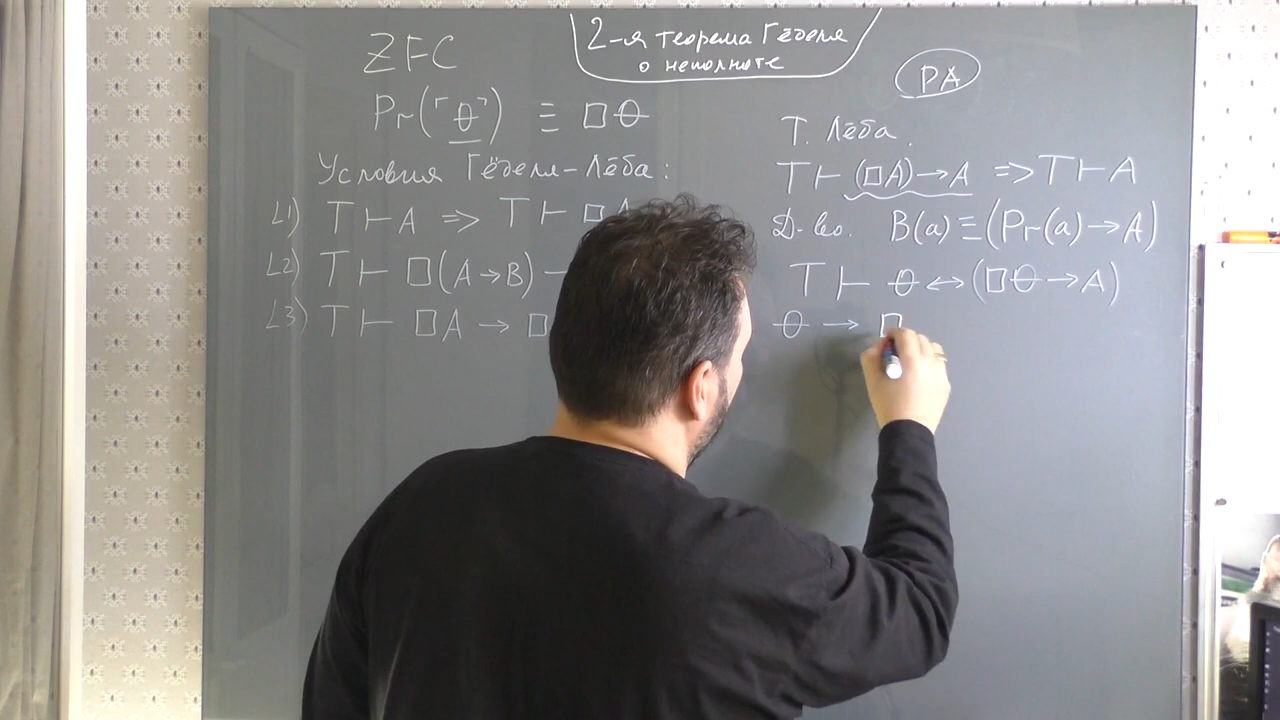 2-я теорема Гёделя
о неполноте
ZFC
Pr(⌜θ⌝) ≡ □θ
Условия Гёделя-Лёба:
L1) T ⊢ A => T ⊢ □A
L2) T ⊢ □(A→B) →
L3) T ⊢ □A → □
PA
Т. Лёба.
T ⊢ (□A)→A => T ⊢ A
Д-во. B(a) ≡ (Pr(a)→A)
T ⊢ θ ↔ (□θ→A)
θ → □